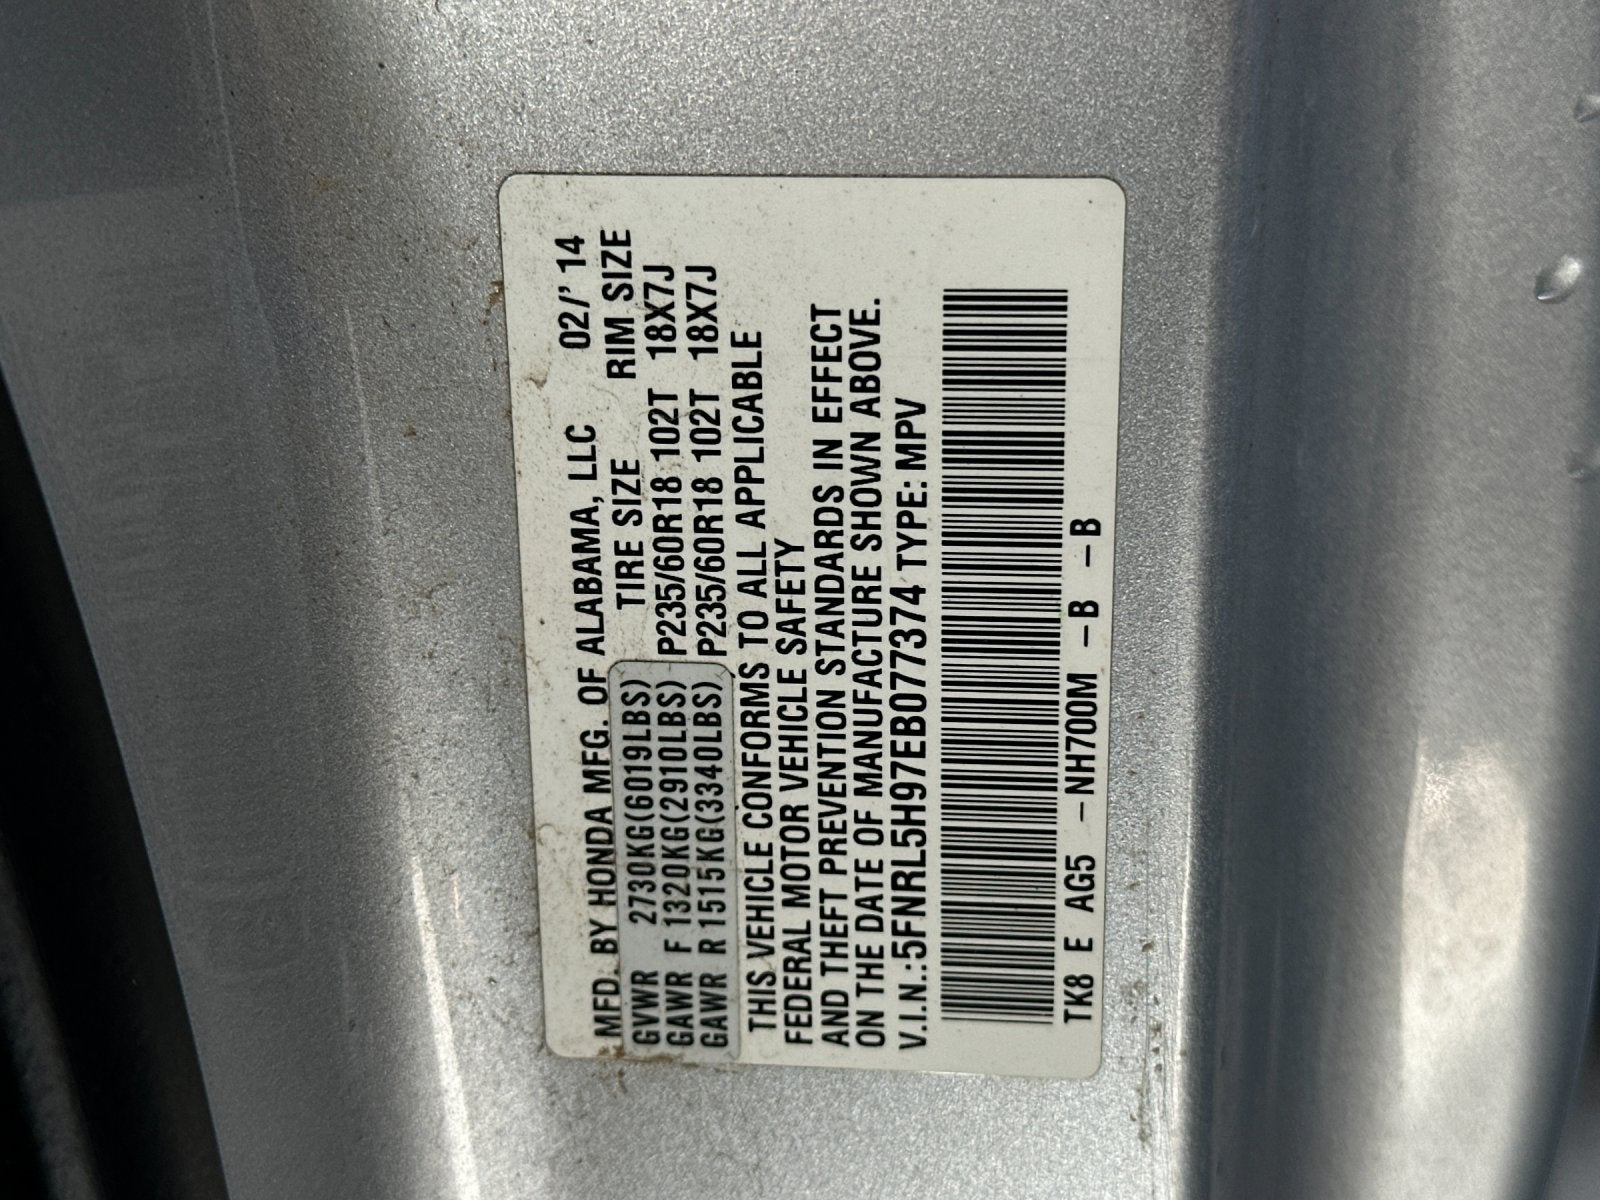 MFD. BY HONDA MFG. OF ALABAMA, LLC 02/'14
TIRE SIZE RIM SIZE
GVWR 2730KG(6019LBS)
GAWR F 1320KG(2910LBS) P235/60R18 102T 18X7J
GAWR R 1515KG(3340LBS) P235/60R18 102T 18X7J
THIS VEHICLE CONFORMS TO ALL APPLICABLE
FEDERAL MOTOR VEHICLE SAFETY
AND THEFT PREVENTION STANDARDS IN EFFECT
ON THE DATE OF MANUFACTURE SHOWN ABOVE.
V.I.N.:5FNRL5H97EB077374 TYPE: MPV
TK8 E AG5 -NH700M -B -B